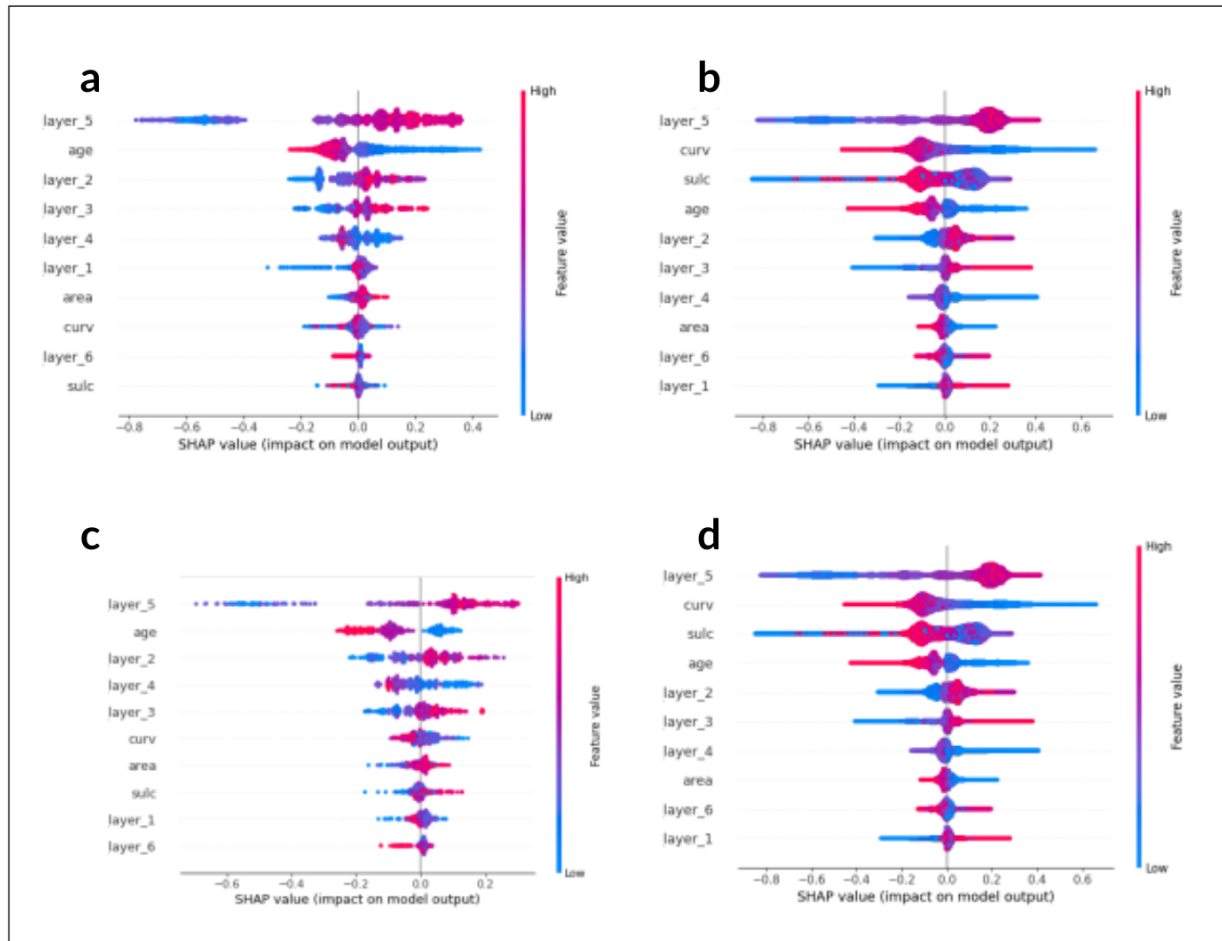 a
High
layer_5
age
layer_2
layer_3
layer_4
layer_1
area
curv
layer_6
sulc
Feature value
Low
−0.8 −0.6 −0.4 −0.2 0.0 0.2 0.4
SHAP value (impact on model output)
b
High
layer_5
curv
sulc
age
layer_2
layer_3
layer_4
area
layer_6
layer_1
Feature value
Low
−0.8 −0.6 −0.4 −0.2 0.0 0.2 0.4 0.6
SHAP value (impact on model output)
c
High
layer_5
age
layer_2
layer_4
layer_3
curv
area
sulc
layer_1
layer_6
Feature value
Low
−0.6 −0.4 −0.2 0.0 0.2
SHAP value (impact on model output)
d
High
layer_5
curv
sulc
age
layer_2
layer_3
layer_4
area
layer_6
layer_1
Feature value
Low
−0.8 −0.6 −0.4 −0.2 0.0 0.2 0.4 0.6
SHAP value (impact on model output)